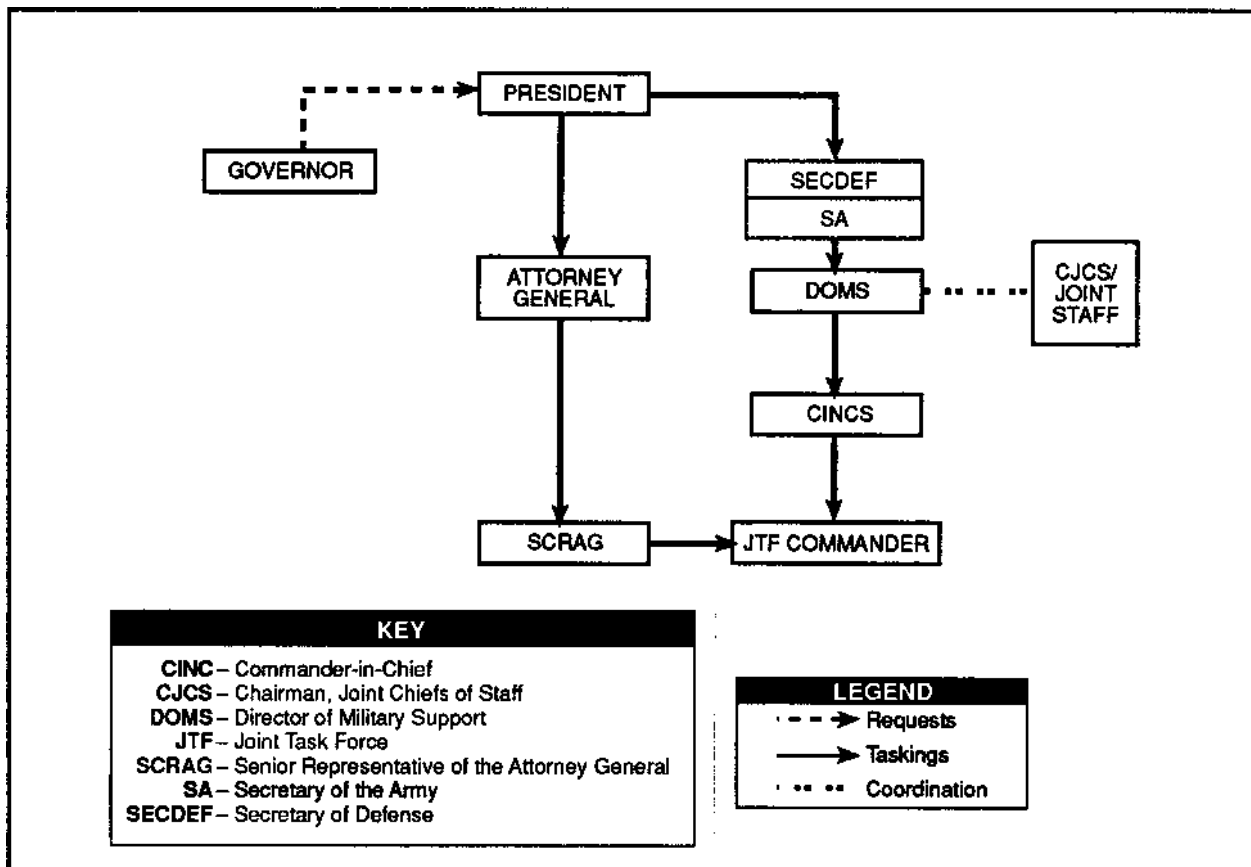 PRESIDENT
GOVERNOR
SECDEF
SA
ATTORNEY
GENERAL
DOMS
CJCS/
JOINT
STAFF
CINCS
SCRAG
JTF COMMANDER
KEY
CINC – Commander-in-Chief
CJCS – Chairman, Joint Chiefs of Staff
DOMS – Director of Military Support
JTF – Joint Task Force
SCRAG – Senior Representative of the Attorney General
SA – Secretary of the Army
SECDEF – Secretary of Defense
LEGEND
Requests
Taskings
Coordination